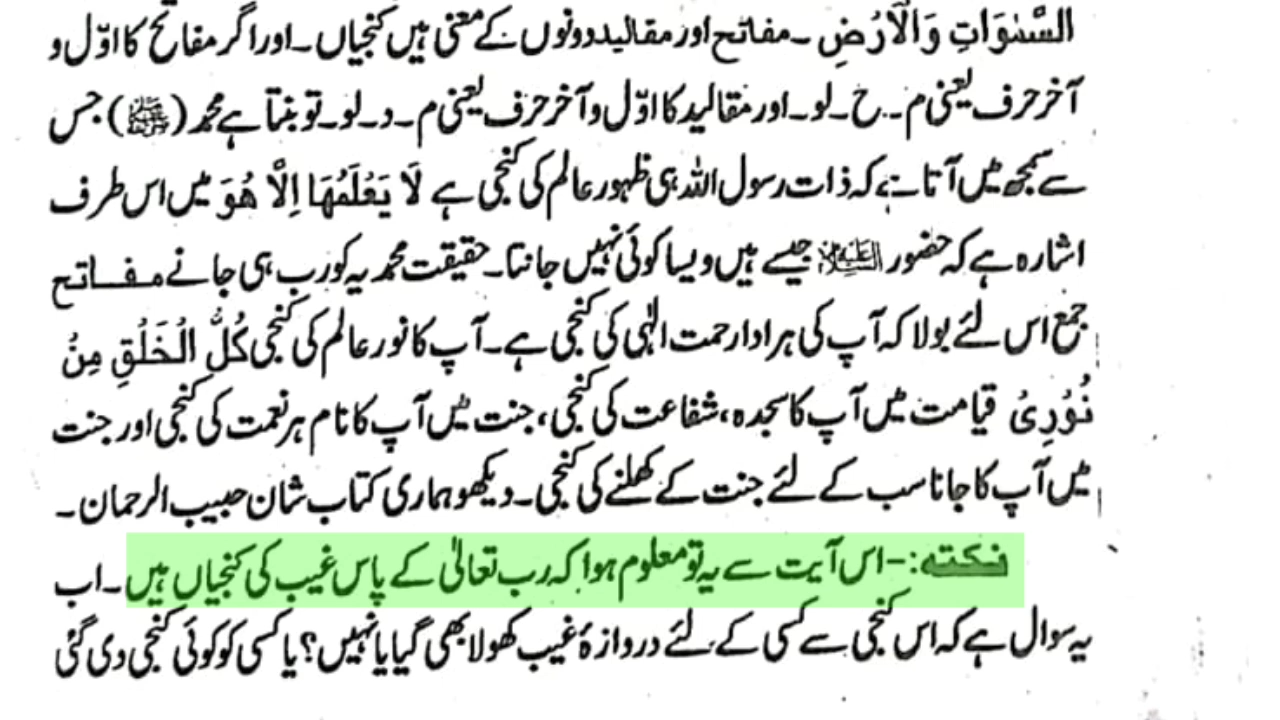 السَّمٰوَاتِ وَالْاَرْضِ ۔ مفاتح اور مقالید دونوں کے معنی ہیں کنجیاں۔ اور اگر مفاتح کا اوّل و
آخر حرف یعنی م۔ ح۔ لو۔ اور مقالید کا اوّل و آخر حرف یعنی م۔ د۔ لو۔ تو بنتا ہے محمد (ﷺ) جس
سے سمجھ میں آتا ہے کہ ذات رسول اللہ ہی ظہور عالم کی کنجی ہے لَا یَعْلَمُهَا اِلَّا هُوَ میں اس طرف
اشارہ ہے کہ حضور علیہ السلام جیسے ہیں ویسا کوئی نہیں جانتا۔ حقیقت محمدیہ کو رب ہی جانے مفاتح
جمع اس لئے بولا کہ آپ کی ہر ادا رحمت الٰہی کی کنجی ہے۔ آپ کا نور عالم کی کنجی كُلُّ الْخَلْقِ مِنْ
نُوْرِیْ قیامت میں آپ کا سجدہ، شفاعت کی کنجی، جنت میں آپ کا نام ہر نعمت کی کنجی اور جنت
میں آپ کا جانا سب کے لئے جنت کے کھلنے کی کنجی۔ دیکھو ہماری کتاب شان حبیب الرحمان۔
نکتہ:- اس آیت سے یہ تو معلوم ہوا کہ رب تعالیٰ کے پاس غیب کی کنجیاں ہیں۔ اب
یہ سوال ہے کہ اس کنجی سے کسی کے لئے دروازۂ غیب کھولا بھی گیا یا نہیں؟ یا کسی کو کوئی کنجی دی گئی